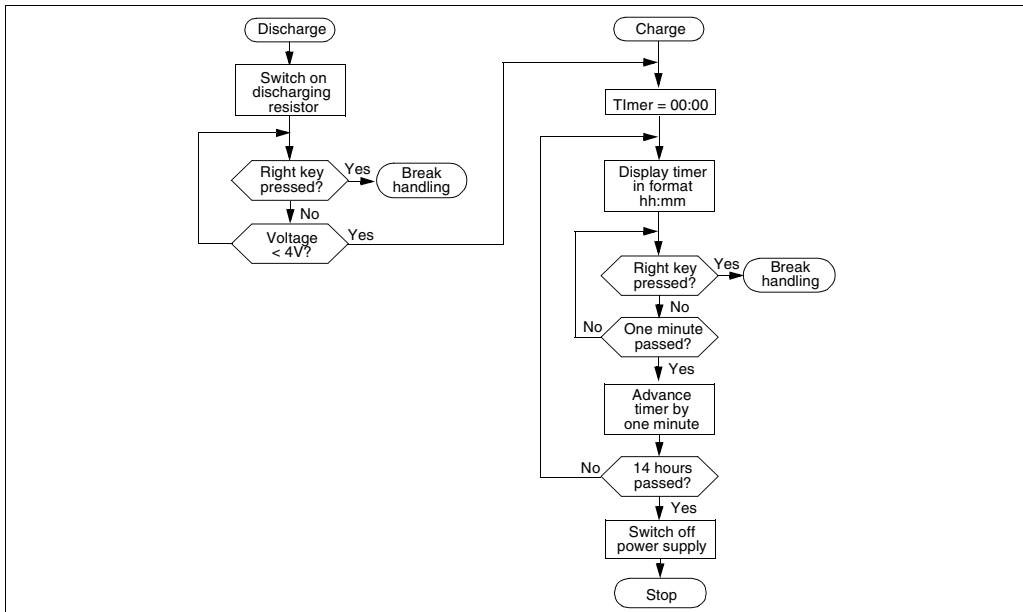 Discharge
Switch on
discharging
resistor
Right key
pressed?
Yes
Break
handling
No
Voltage
< 4V?
Yes
Charge
TImer = 00:00
Display timer
in format
hh:mm
Right key
pressed?
Yes
Break
handling
No
No
One minute
passed?
Yes
Advance
timer by
one minute
No
14 hours
passed?
Yes
Switch off
power supply
Stop